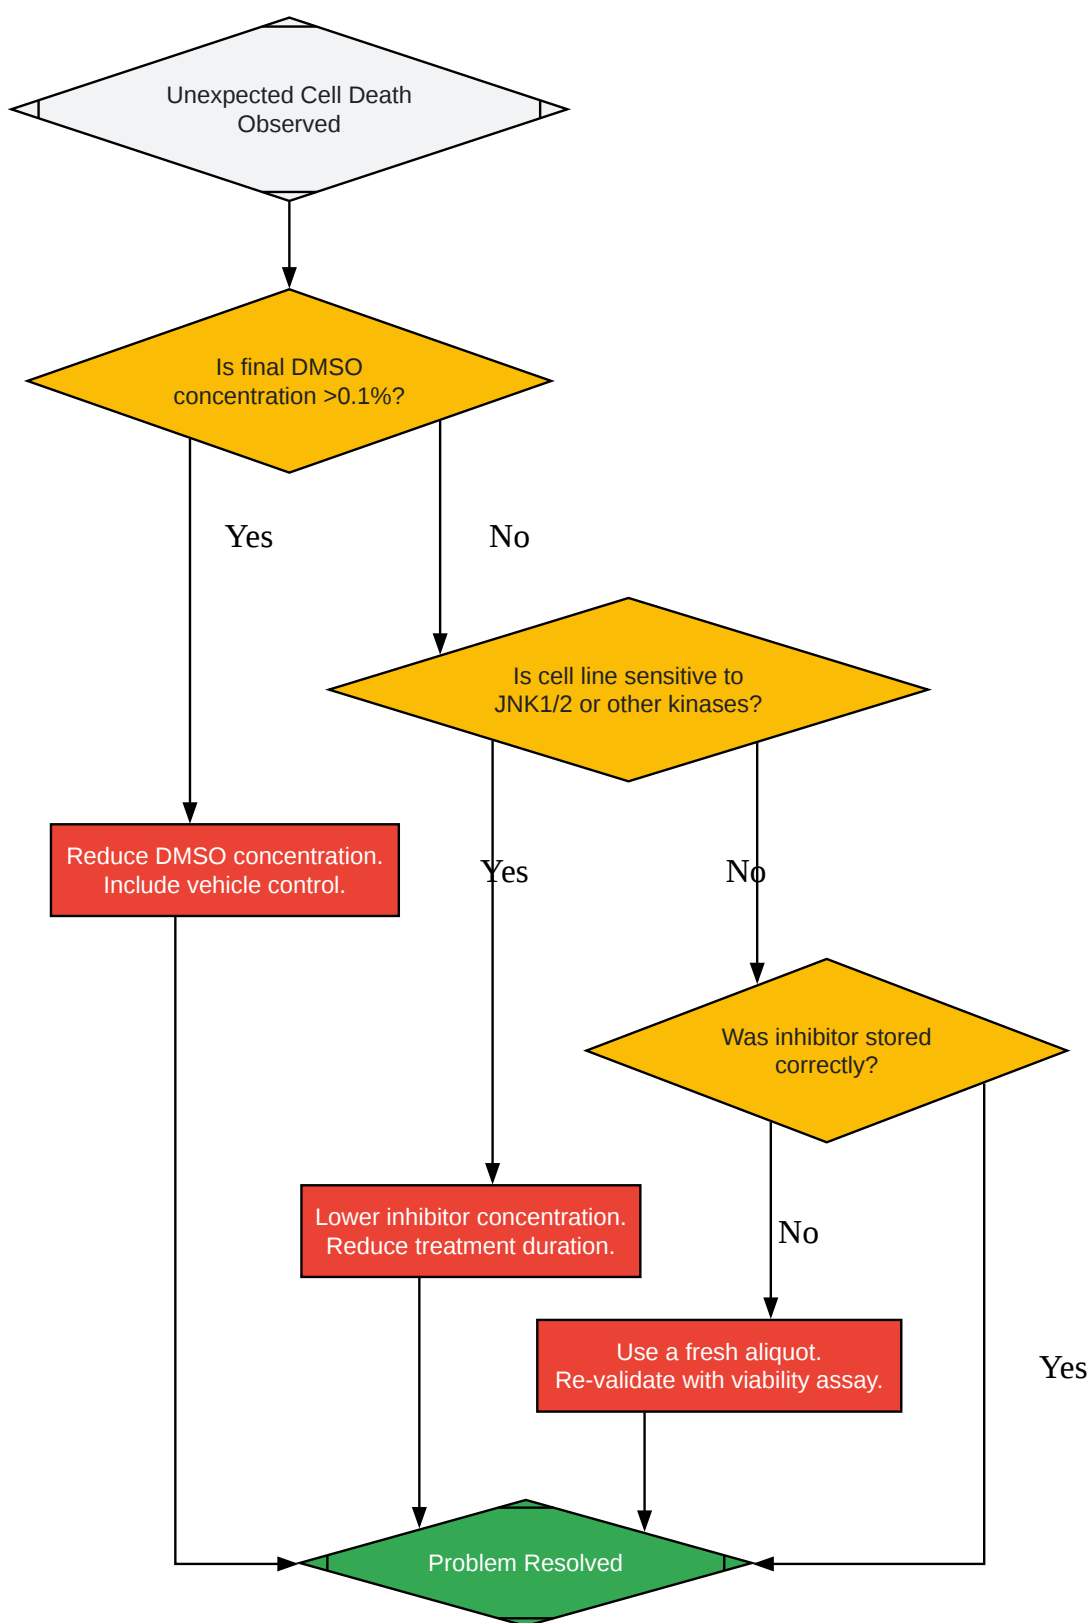 Unexpected Cell Death
Observed
Is final DMSO
concentration >0.1%?
Yes
No
Is cell line sensitive to
JNK1/2 or other kinases?
Reduce DMSO concentration.
Include vehicle control.
Yes
No
Was inhibitor stored
correctly?
Lower inhibitor concentration.
Reduce treatment duration.
No
Use a fresh aliquot.
Re-validate with viability assay.
Yes
Problem Resolved